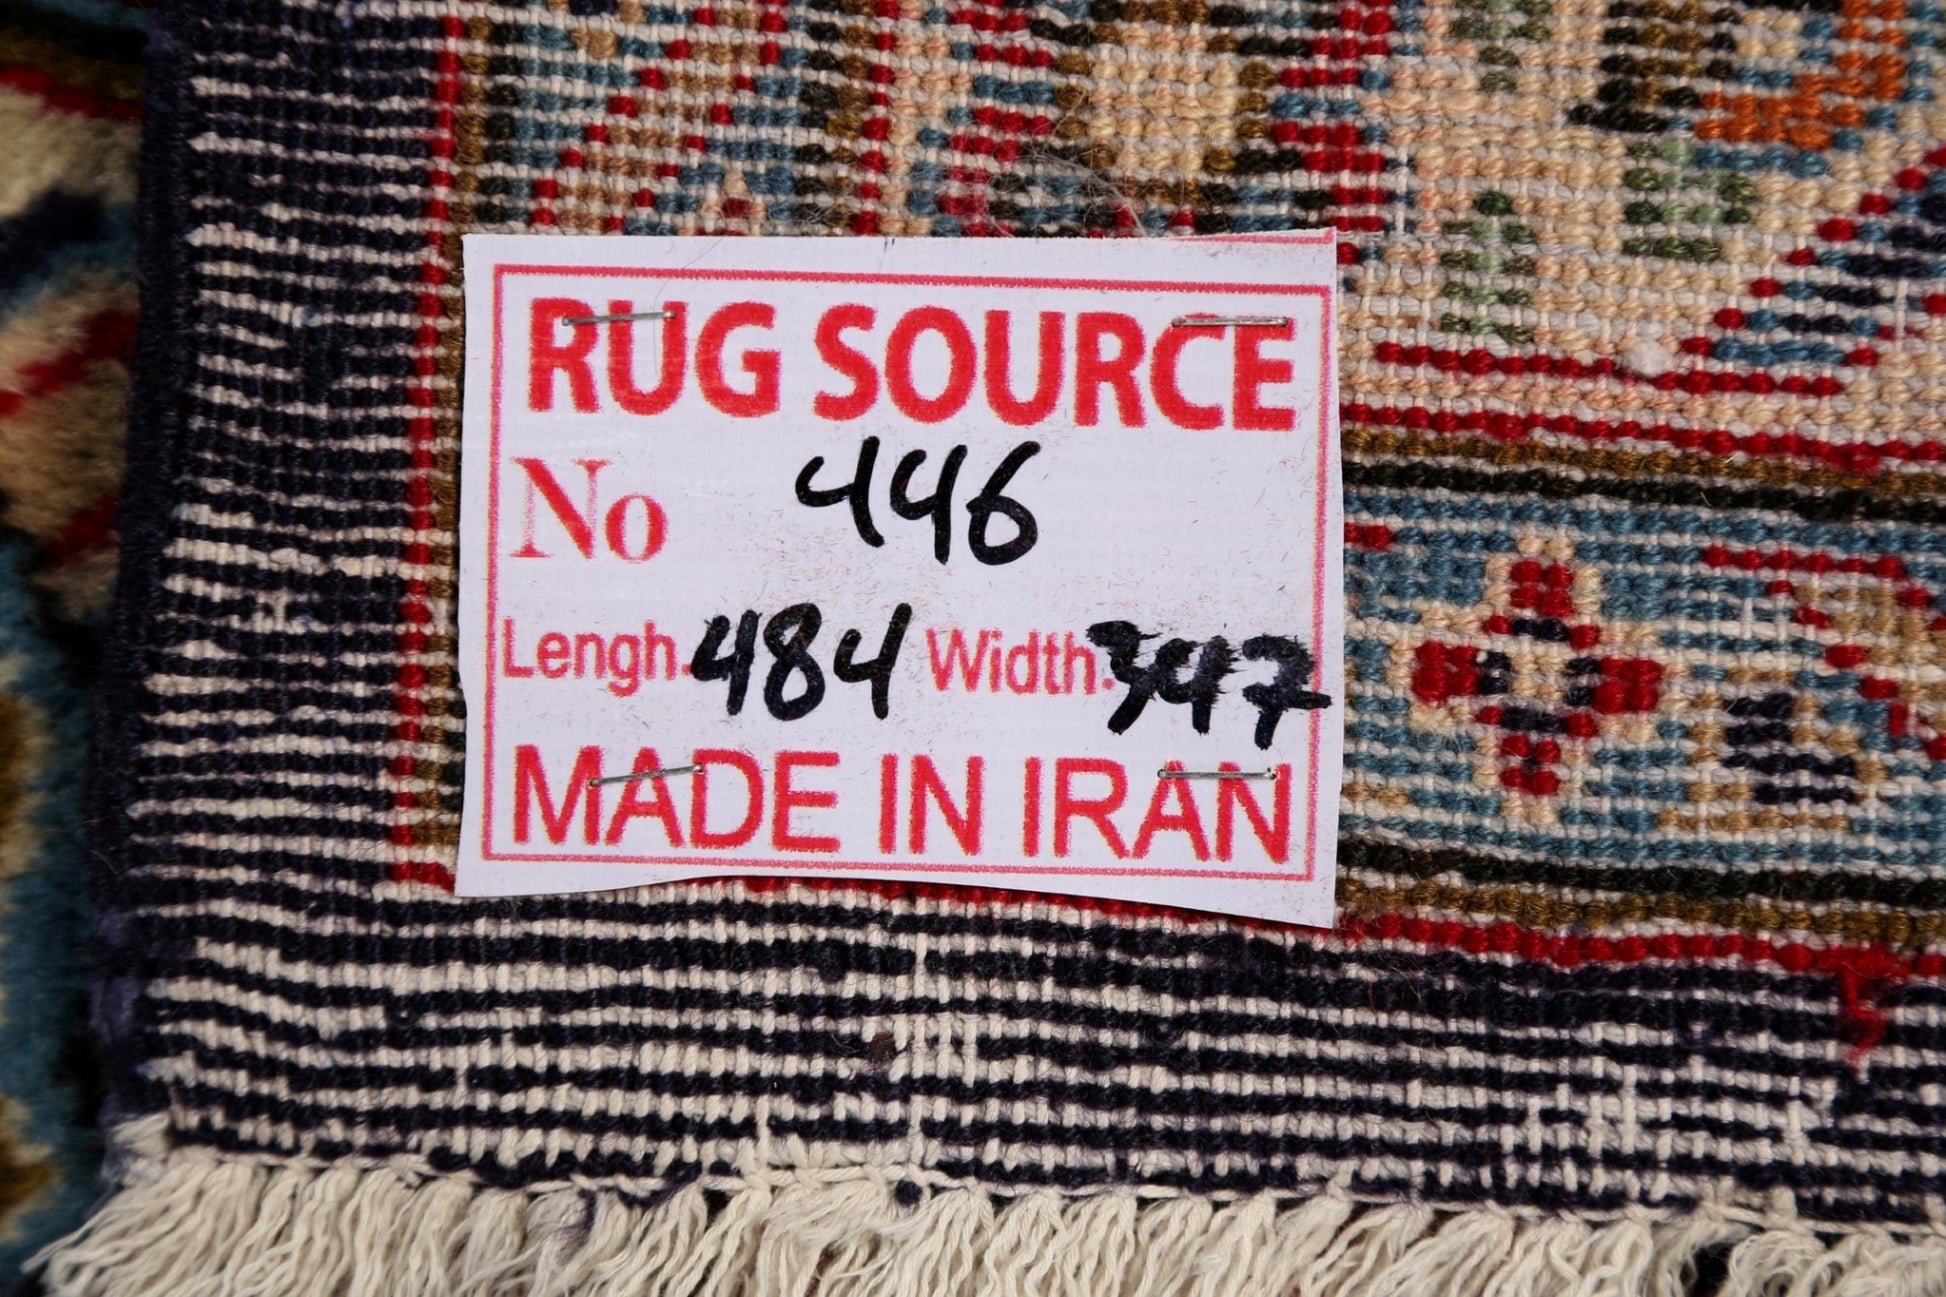 RUG SOURCE
No 446
Lengh. 484 Width. 347
MADE IN IRAN